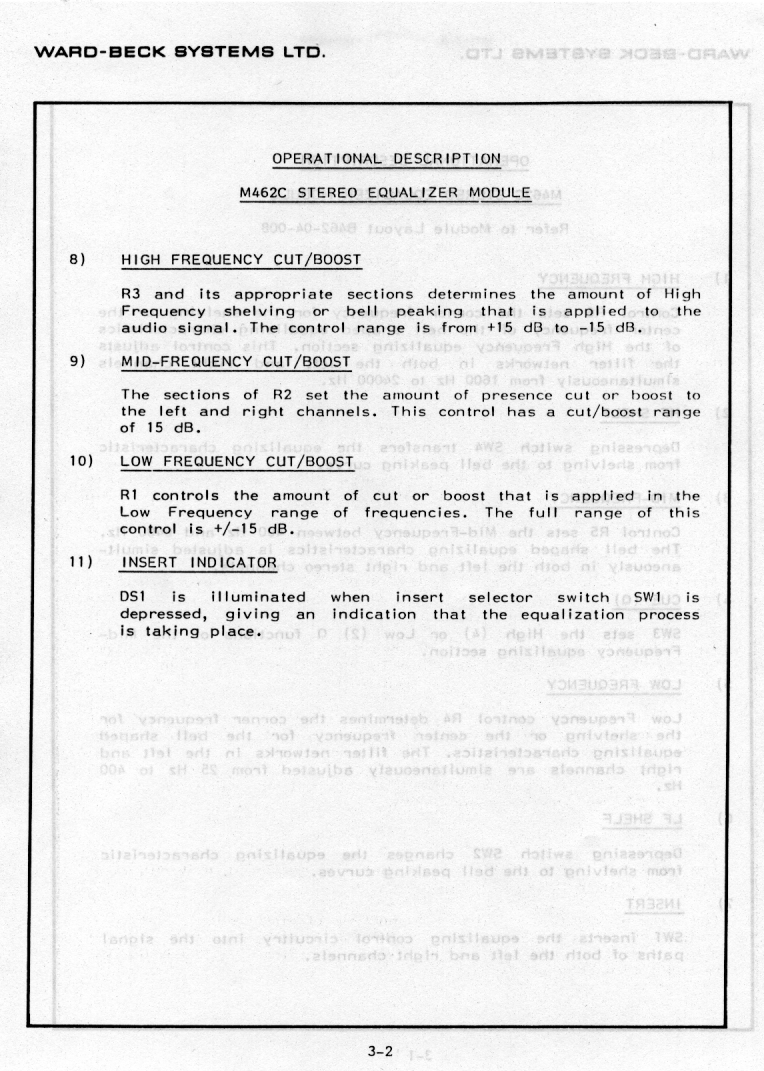 WARD-BECK SYSTEMS LTD.
OPERATIONAL DESCRIPTION
M462C STEREO EQUALIZER MODULE
8) HIGH FREQUENCY CUT/BOOST
R3 and its appropriate sections determines the amount of High
Frequency shelving or bell peaking that is applied to the
audio signal. The control range is from +15 dB to -15 dB.
9) MID-FREQUENCY CUT/BOOST
The sections of R2 set the amount of presence cut or boost to
the left and right channels. This control has a cut/boost range
of 15 dB.
10) LOW FREQUENCY CUT/BOOST
R1 controls the amount of cut or boost that is applied in the
Low Frequency range of frequencies. The full range of this
control is +/-15 dB.
11) INSERT INDICATOR
DS1 is illuminated when insert selector switch SW1 is
depressed, giving an indication that the equalization process
is taking place.
3-2